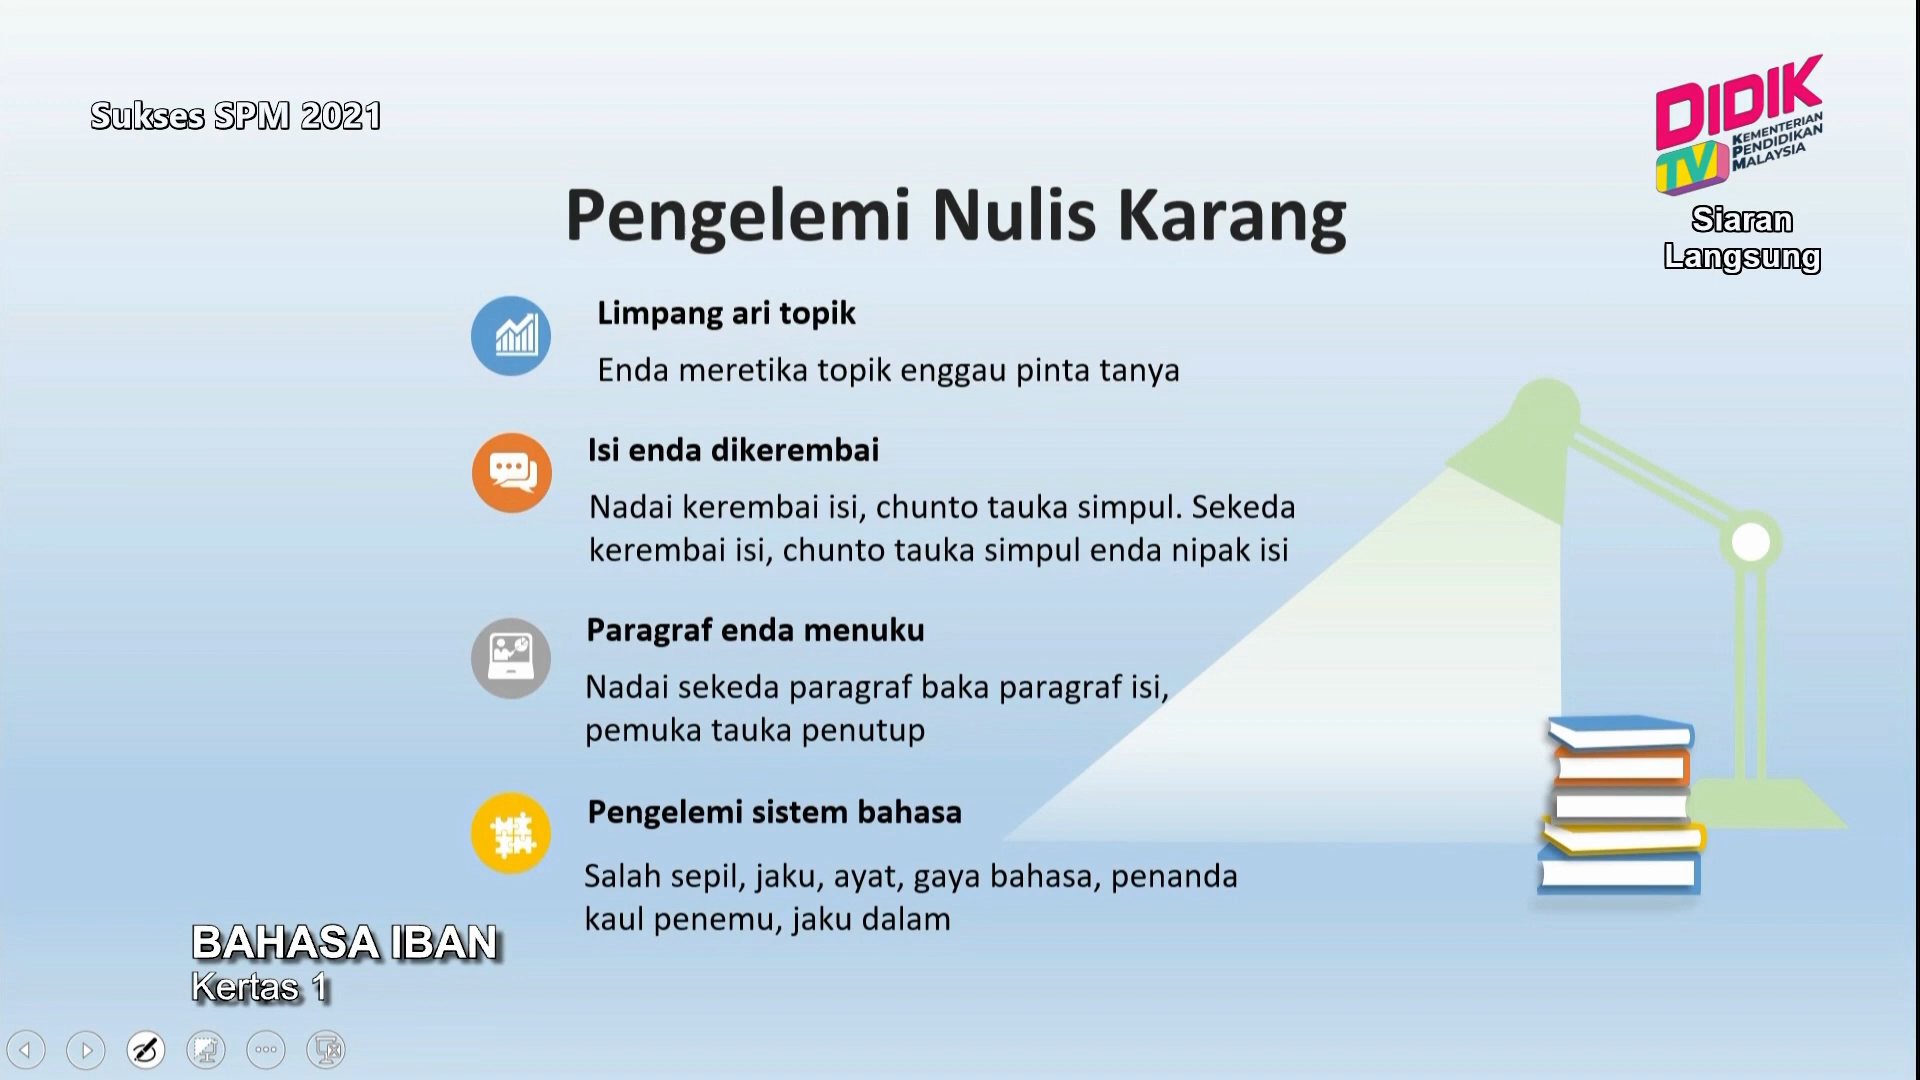 Sukses SPM 2021
DIDIK
TV
KEMENTERIAN
PENDIDIKAN
MALAYSIA
Siaran
Langsung
Pengelemi Nulis Karang
Limpang ari topik
Enda meretika topik enggau pinta tanya
Isi enda dikerembai
Nadai kerembai isi, chunto tauka simpul. Sekeda
kerembai isi, chunto tauka simpul enda nipak isi
Paragraf enda menuku
Nadai sekeda paragraf baka paragraf isi,
pemuka tauka penutup
Pengelemi sistem bahasa
Salah sepil, jaku, ayat, gaya bahasa, penanda
kaul penemu, jaku dalam
BAHASA IBAN
Kertas 1